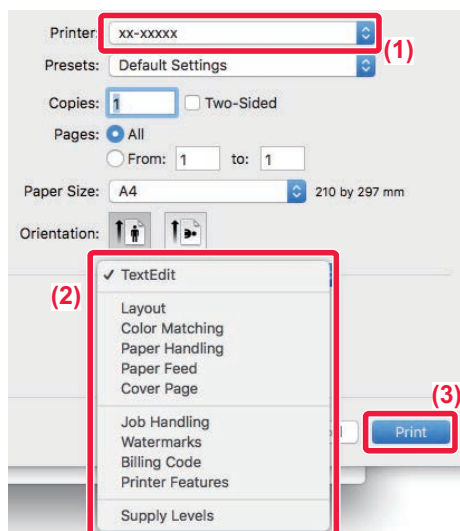 Printer: xx-xxxxx
(1)
Presets: Default Settings
Copies: 1 Two-Sided
Pages: All
From: 1 to: 1
Paper Size: A4 210 by 297 mm
Orientation:
(2)
✓ TextEdit
Layout
Color Matching
Paper Handling
Paper Feed
Cover Page
Job Handling
Watermarks
Billing Code
Printer Features
Supply Levels
(3)
Print